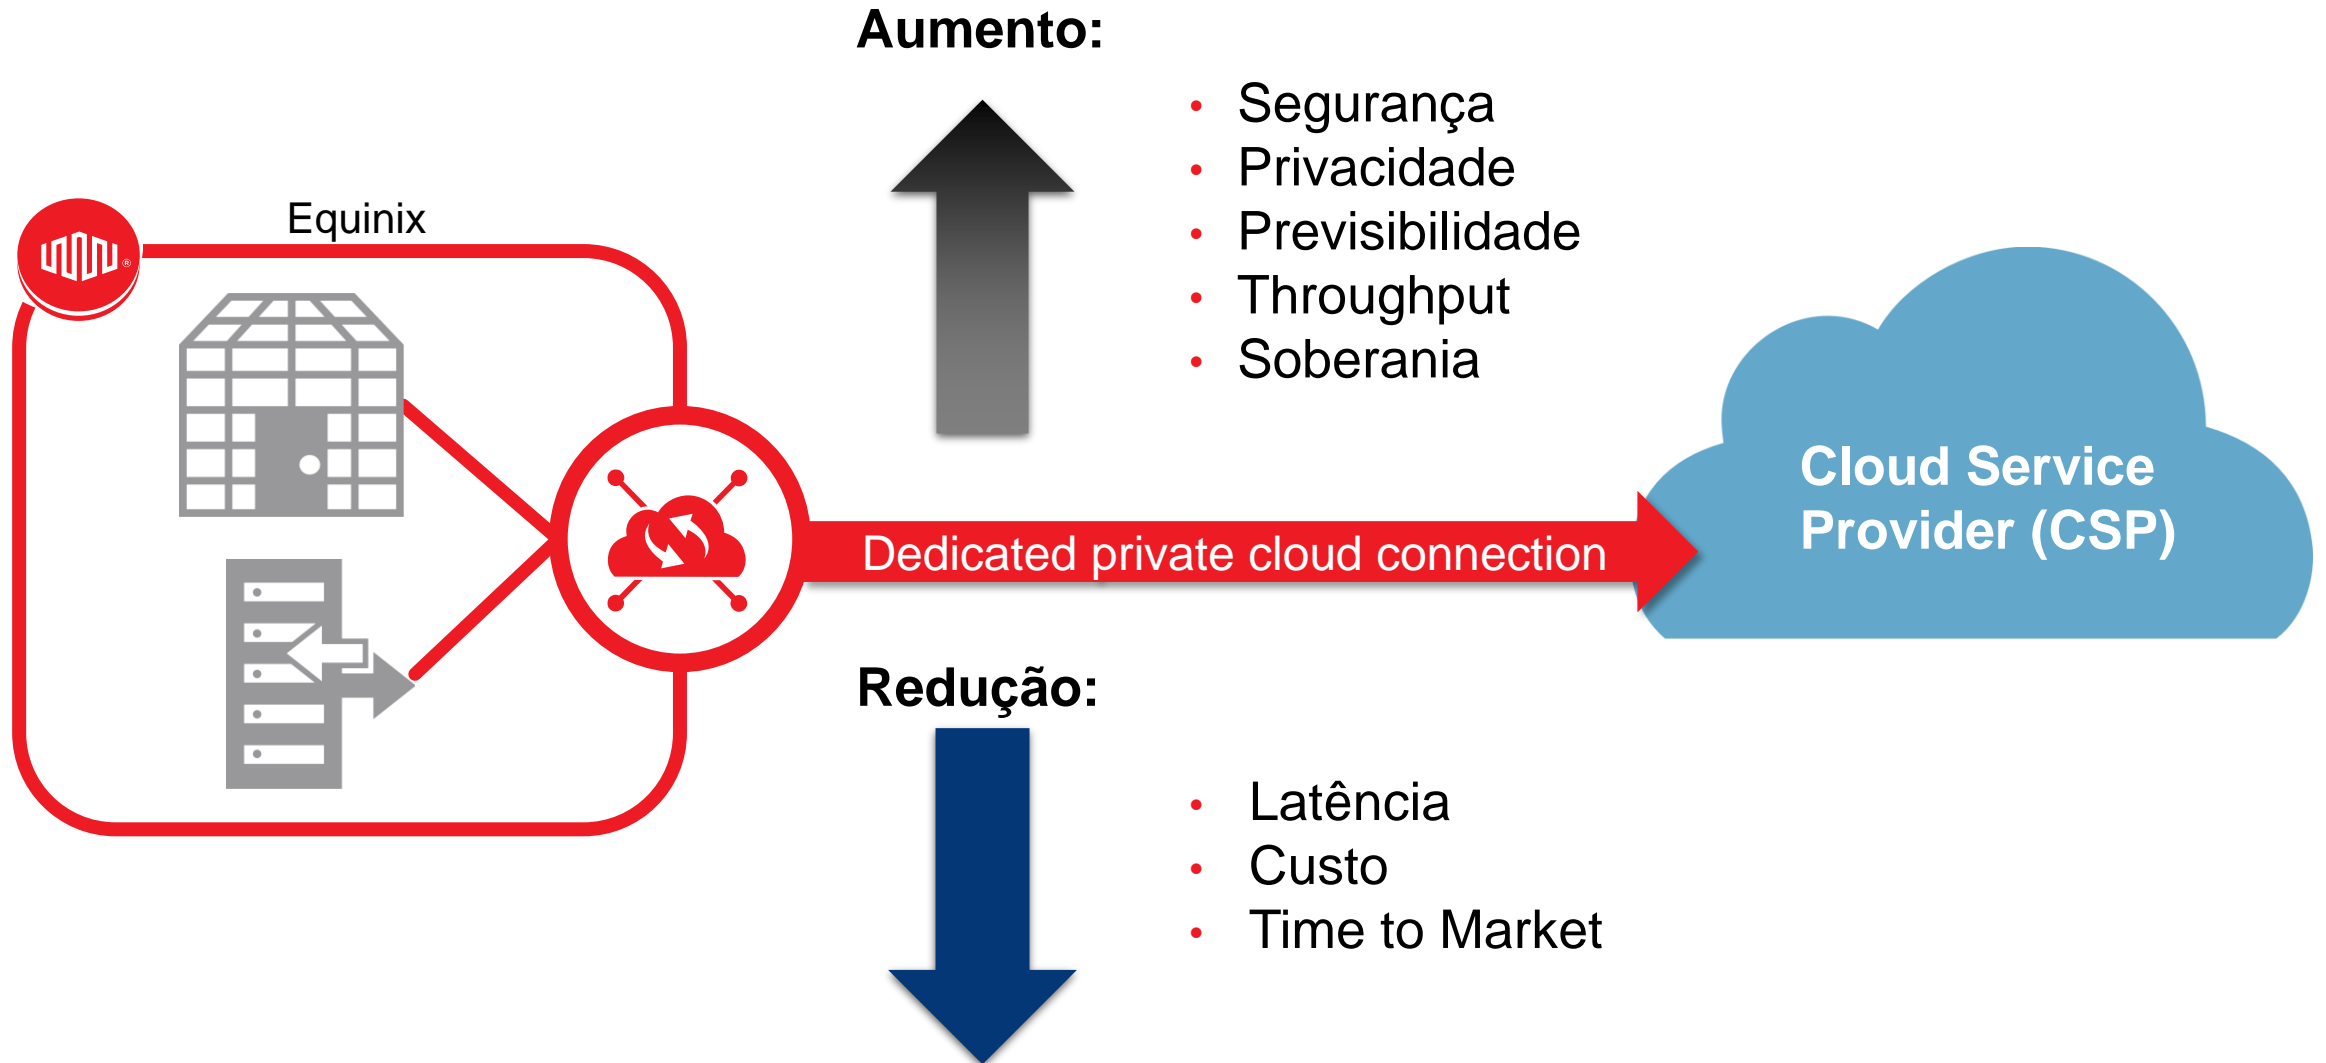 Aumento:
• Segurança
• Privacidade
• Previsibilidade
• Throughput
• Soberania
Equinix
®
Cloud Service
Provider (CSP)
Dedicated private cloud connection
Redução:
• Latência
• Custo
• Time to Market